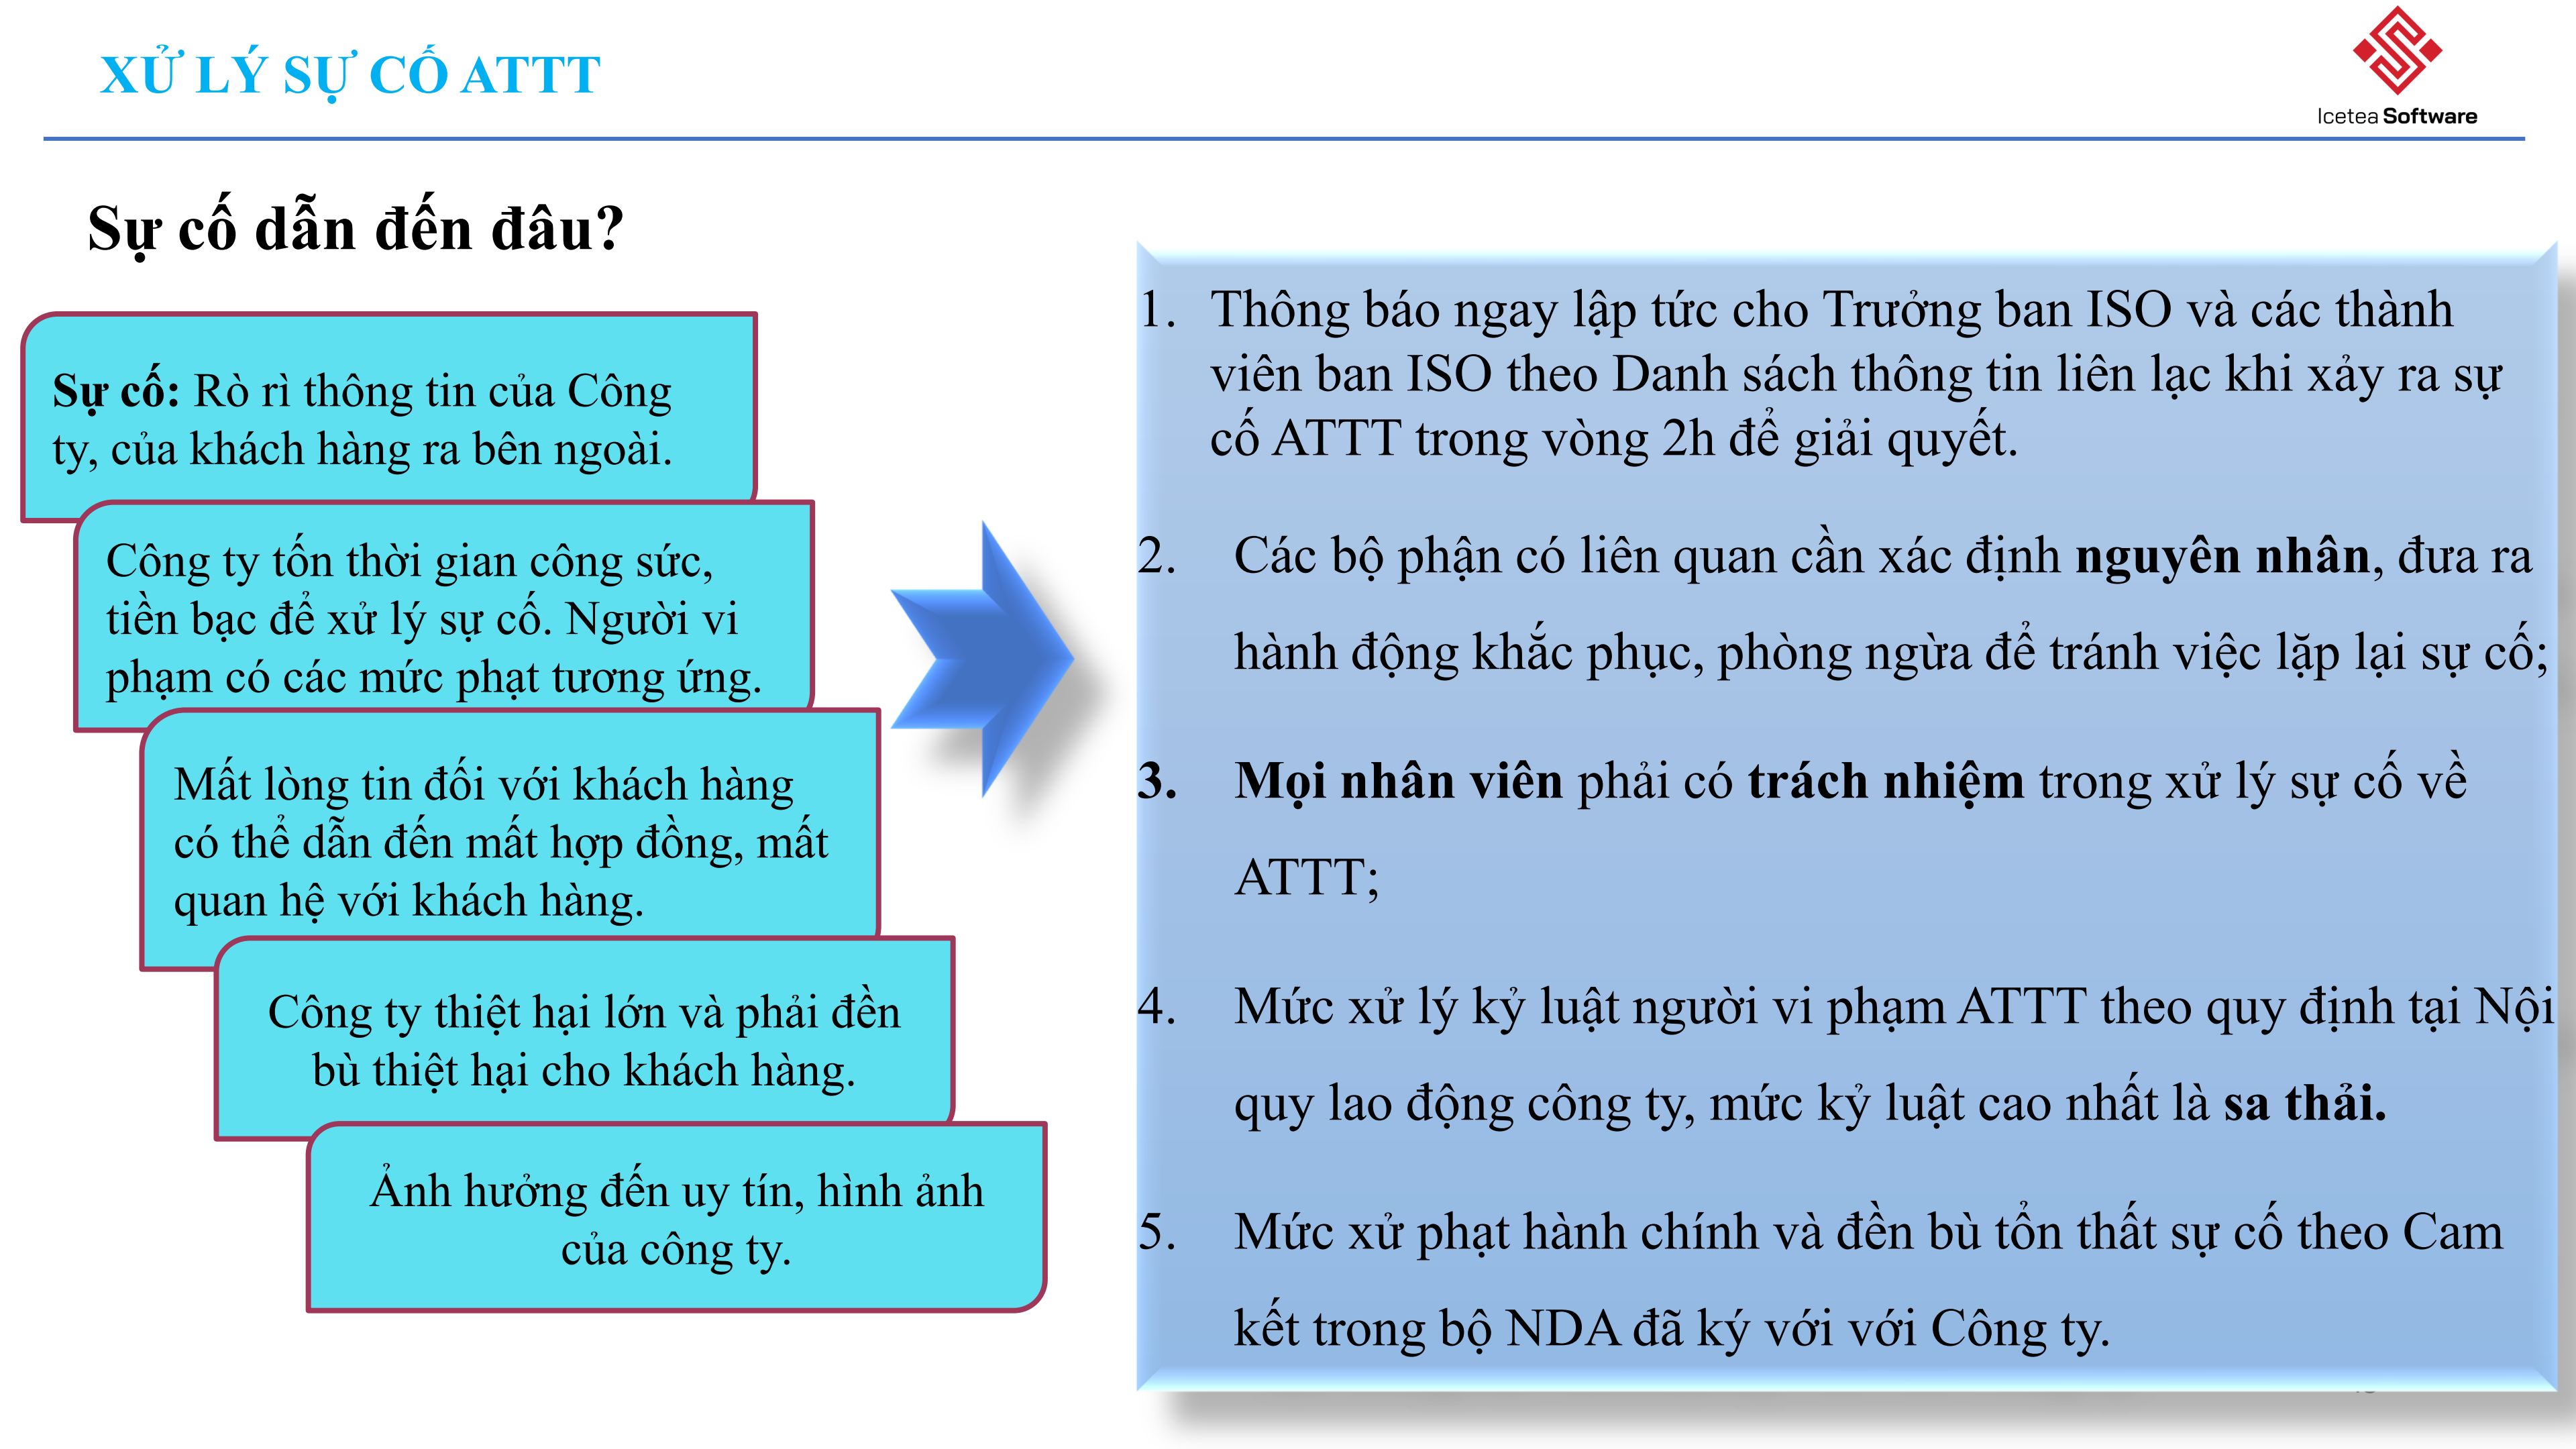 XỬ LÝ SỰ CỐ ATTT
Icetea Software
Sự cố dẫn đến đâu?
Sự cố: Rò rì thông tin của Công
ty, của khách hàng ra bên ngoài.
Công ty tốn thời gian công sức,
tiền bạc để xử lý sự cố. Người vi
phạm có các mức phạt tương ứng.
Mất lòng tin đối với khách hàng
có thể dẫn đến mất hợp đồng, mất
quan hệ với khách hàng.
Công ty thiệt hại lớn và phải đền
bù thiệt hại cho khách hàng.
Ảnh hưởng đến uy tín, hình ảnh
của công ty.
1. Thông báo ngay lập tức cho Trưởng ban ISO và các thành
viên ban ISO theo Danh sách thông tin liên lạc khi xảy ra sự
cố ATTT trong vòng 2h để giải quyết.
2. Các bộ phận có liên quan cần xác định nguyên nhân, đưa ra
hành động khắc phục, phòng ngừa để tránh việc lặp lại sự cố;
3. Mọi nhân viên phải có trách nhiệm trong xử lý sự cố về
ATTT;
4. Mức xử lý kỷ luật người vi phạm ATTT theo quy định tại Nội
quy lao động công ty, mức kỷ luật cao nhất là sa thải.
5. Mức xử phạt hành chính và đền bù tổn thất sự cố theo Cam
kết trong bộ NDA đã ký với với Công ty.